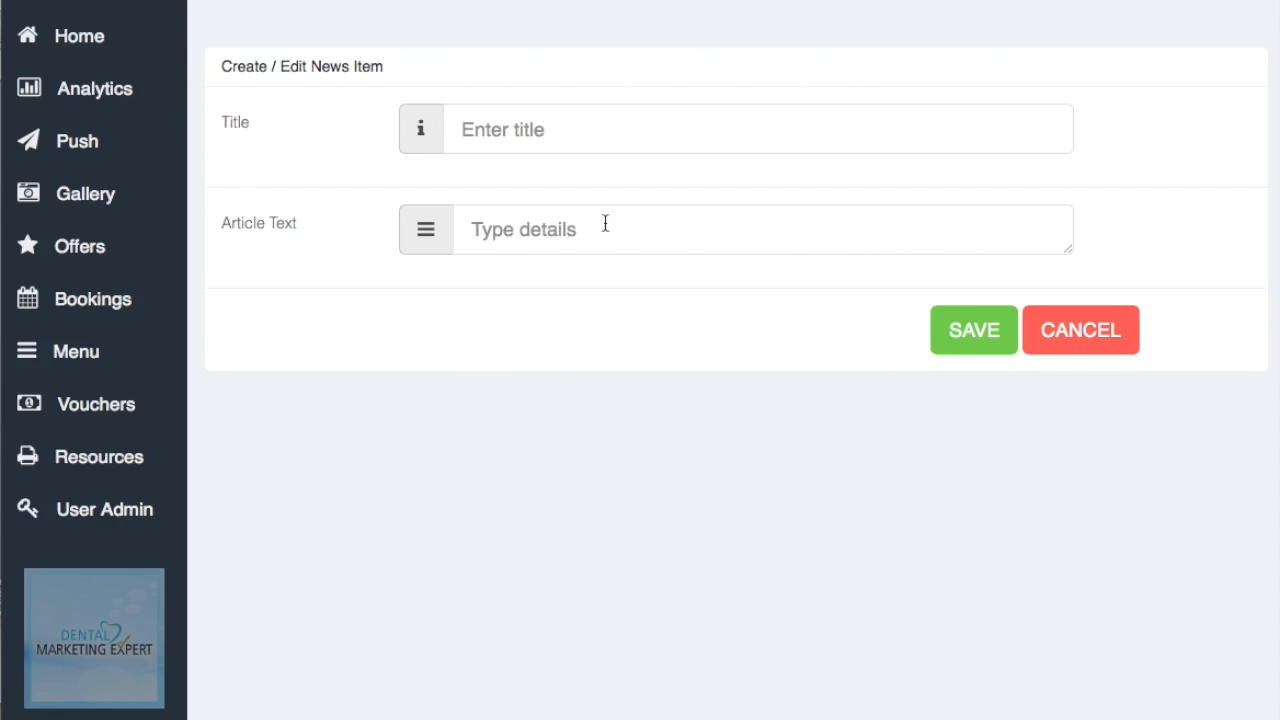 Home
Analytics
Push
Gallery
Offers
Bookings
Menu
Vouchers
Resources
User Admin
DENTAL
MARKETING EXPERT
Create / Edit News Item
Title
Enter title
Article Text
Type details
SAVE CANCEL